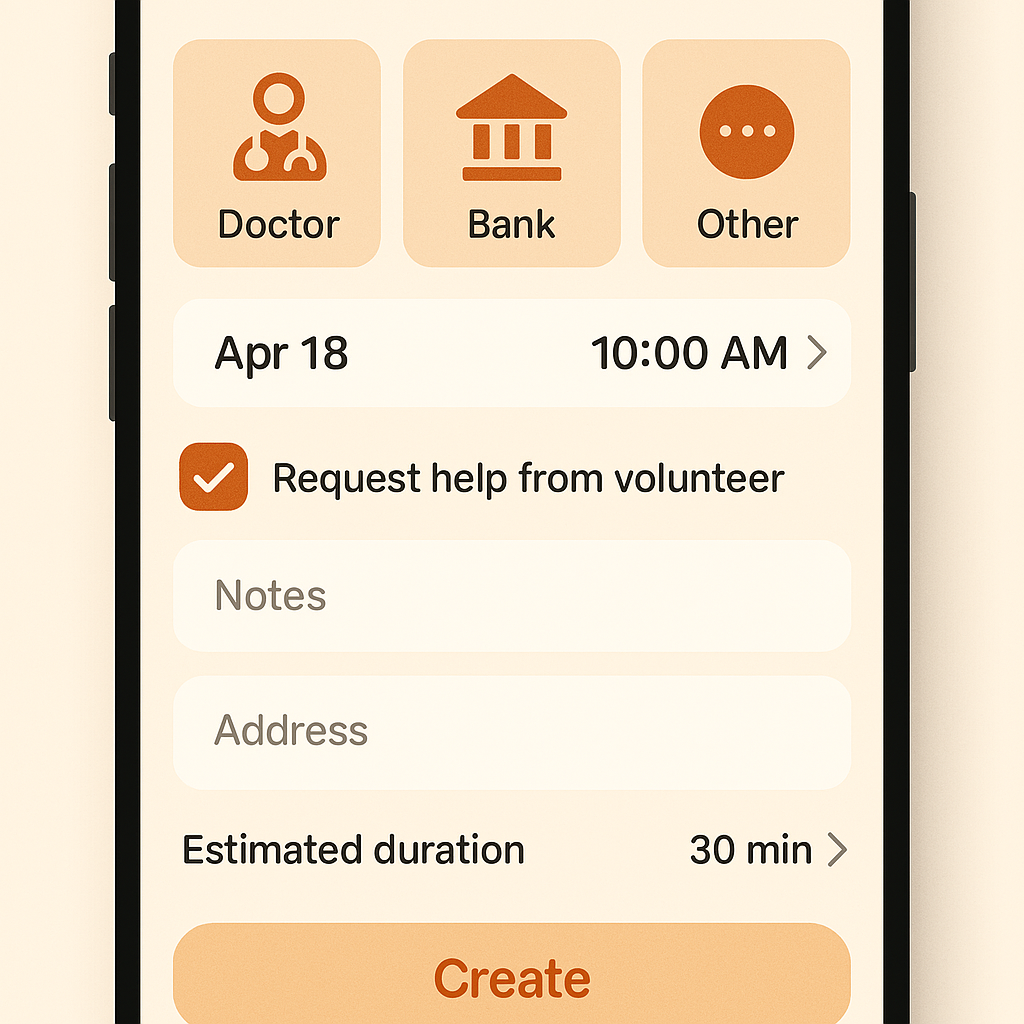 Doctor
Bank
Other
Apr 18
10:00 AM
Request help from volunteer
Notes
Address
Estimated duration
30 min
Create